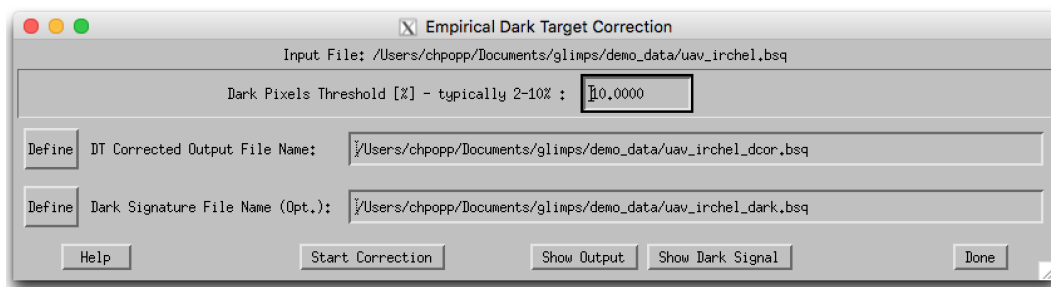 Empirical Dark Target Correction
Input File: /Users/chpopp/Documents/glimps/demo_data/uav_irchel.bsq
Dark Pixels Threshold [%] - typically 2-10% : 10.0000
Define DT Corrected Output File Name: /Users/chpopp/Documents/glimps/demo_data/uav_irchel_dcor.bsq
Define Dark Signature File Name (Opt.): /Users/chpopp/Documents/glimps/demo_data/uav_irchel_dark.bsq
Help Start Correction Show Output Show Dark Signal Done